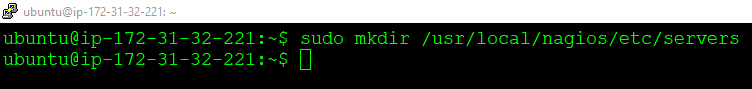 ubuntu@ip-172-31-32-221: ~
ubuntu@ip-172-31-32-221:~$ sudo mkdir /usr/local/nagios/etc/servers
ubuntu@ip-172-31-32-221:~$